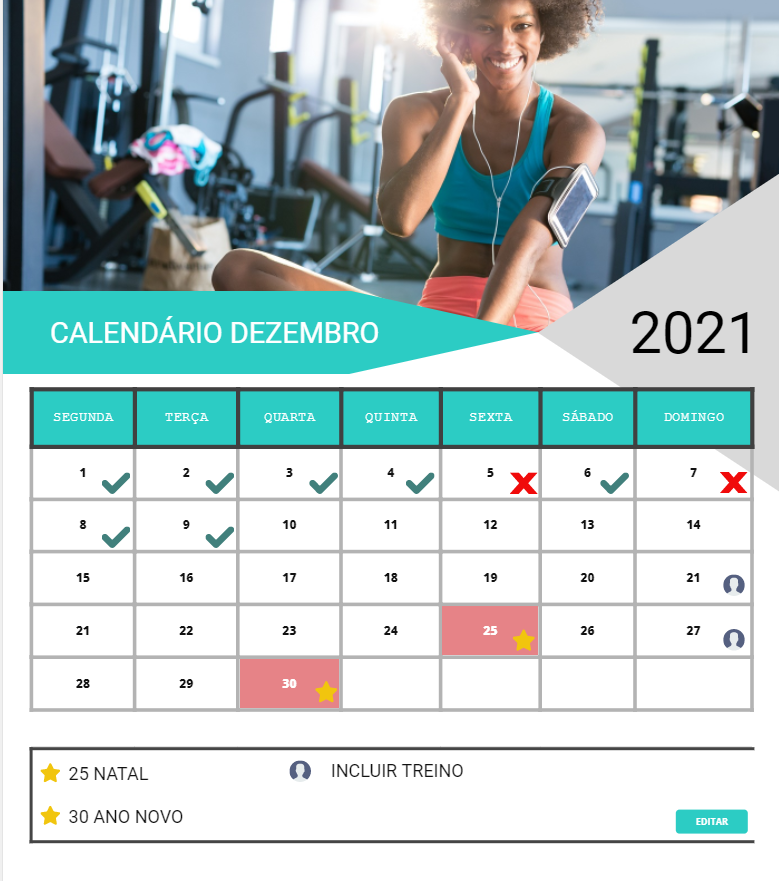 CALENDÁRIO DEZEMBRO
2021
SEGUNDA TERÇA QUARTA QUINTA SEXTA SÁBADO DOMINGO
1 2 3 4 5 6 7
8 9 10 11 12 13 14
15 16 17 18 19 20 21
21 22 23 24 25 26 27
28 29 30
25 NATAL INCLUIR TREINO
30 ANO NOVO
EDITAR